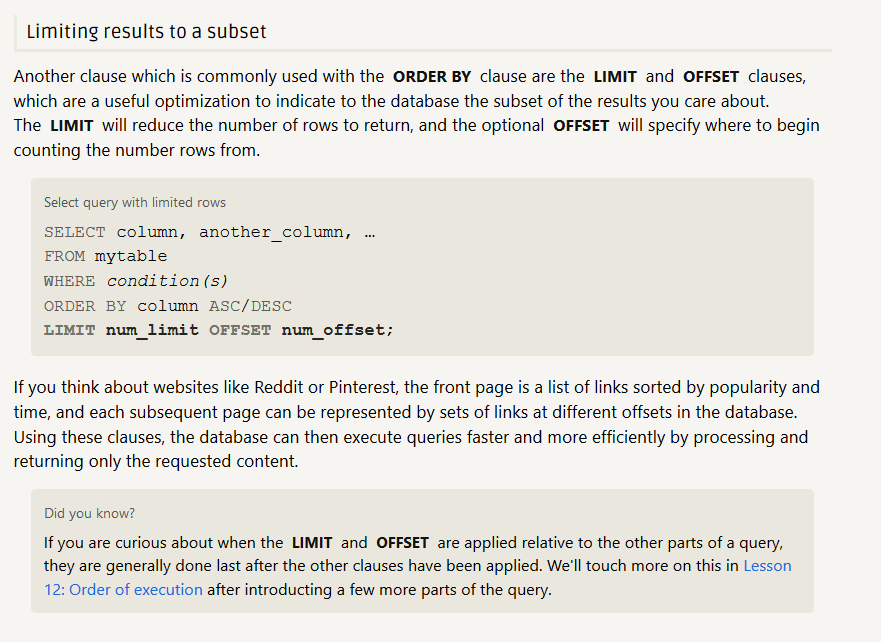 Limiting results to a subset
Another clause which is commonly used with the ORDER BY clause are the LIMIT and OFFSET clauses,
which are a useful optimization to indicate to the database the subset of the results you care about.
The LIMIT will reduce the number of rows to return, and the optional OFFSET will specify where to begin
counting the number rows from.
Select query with limited rows
SELECT column, another_column, …
FROM mytable
WHERE condition(s)
ORDER BY column ASC/DESC
LIMIT num_limit OFFSET num_offset;
If you think about websites like Reddit or Pinterest, the front page is a list of links sorted by popularity and
time, and each subsequent page can be represented by sets of links at different offsets in the database.
Using these clauses, the database can then execute queries faster and more efficiently by processing and
returning only the requested content.
Did you know?
If you are curious about when the LIMIT and OFFSET are applied relative to the other parts of a query,
they are generally done last after the other clauses have been applied. We'll touch more on this in Lesson
12: Order of execution after introducting a few more parts of the query.